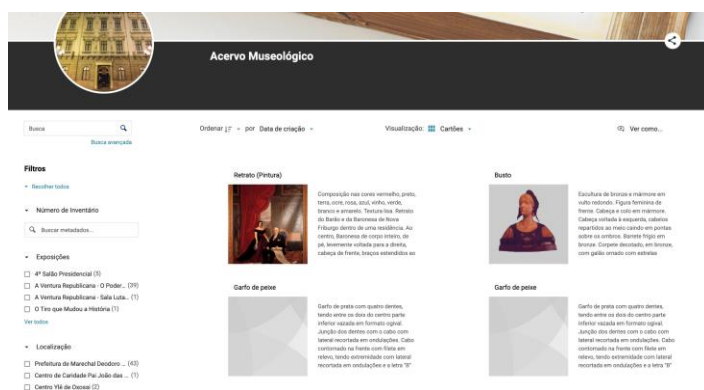 Acervo Museológico
Busca
Busca avançada
Ordenar por Data de criação
Visualização: Cartões
Ver como...
Filtros
Recolher todos
Número de Inventário
Buscar metadados...
Exposições
4º Salão Presidencial (5)
A Ventura Republicana - O Poder... (39)
A Ventura Republicana - Sala Luta... (1)
O Tiro que Mudou a História (1)
Ver todos
Localização
Prefeitura de Marechal Deodoro ... (43)
Centro de Caridade Pai João das ... (1)
Centro Ylê de Oxossi (2)
Retrato (Pintura)
Composição nas cores vermelho, preto,
terra, ocre, rosa, azul, vinho, verde,
branco e amarelo. Textura lisa. Retrato
do Barão e da Baronesa de Nova
Friburgo dentro de uma residência. Ao
centro, Baronesa de corpo inteiro, de
pé, levemente voltada para a direita,
cabeça de frente, braços estendidos ao
Busto
Escultura de bronze e mármore em
vulto redondo. Figura feminina de
frente. Cabeça e colo em mármore.
Cabeça voltada à esquerda, cabelos
repartidos ao meio caindo em pontas
sobre os ombros. Barrete frígio em
bronze. Corpete decotado, em bronze,
com galão ornado com estrelas
Garfo de peixe
Garfo de prata com quatro dentes,
tendo entre os dois do centro parte
inferior vazada em formato ogival.
Junção dos dentes com o cabo com
lateral recortada em ondulações. Cabo
contornado na frente com filete em
relevo, tendo extremidade com lateral
recortada em ondulações e a letra "B"
Garfo de peixe
Garfo de prata com quatro dentes,
tendo entre os dois do centro parte
inferior vazada em formato ogival.
Junção dos dentes com o cabo com
lateral recortada em ondulações. Cabo
contornado na frente com filete em
relevo, tendo extremidade com lateral
recortada em ondulações e a letra "B"